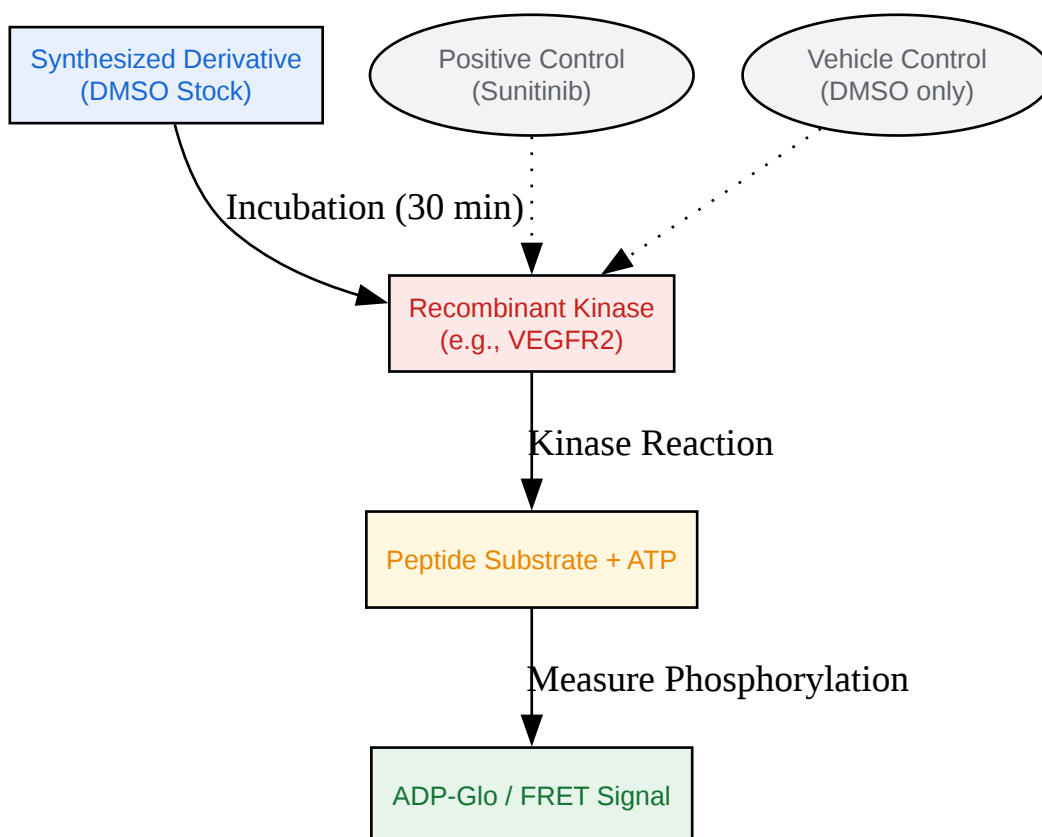 Synthesized Derivative
(DMSO Stock)
Positive Control
(Sunitinib)
Vehicle Control
(DMSO only)
Incubation (30 min)
Recombinant Kinase
(e.g., VEGFR2)
Kinase Reaction
Peptide Substrate + ATP
Measure Phosphorylation
ADP-Glo / FRET Signal